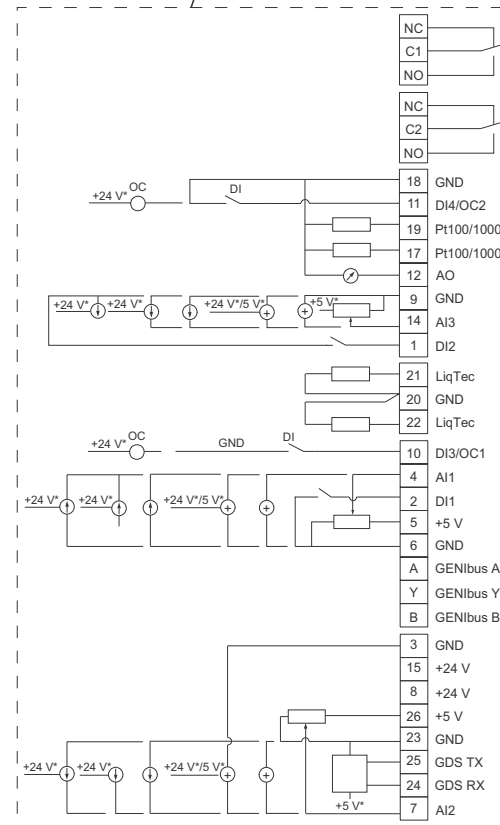 NC
C1
NO
NC
C2
NO
18 GND
+24 V* OC DI 11 DI4/OC2
19 Pt100/1000
17 Pt100/1000
12 AO
9 GND
+24 V* +24 V* +24 V*/5 V* +5 V*
14 AI3
1 DI2
21 LiqTec
20 GND
22 LiqTec
+24 V* OC GND DI 10 DI3/OC1
4 AI1
2 DI1
+24 V* +24 V* +24 V*/5 V*
5 +5 V
6 GND
A GENIbus A
Y GENIbus Y
B GENIbus B
3 GND
15 +24 V
8 +24 V
26 +5 V
23 GND
25 GDS TX
+24 V* +24 V* +24 V*/5 V*
24 GDS RX
+5 V*
7 AI2